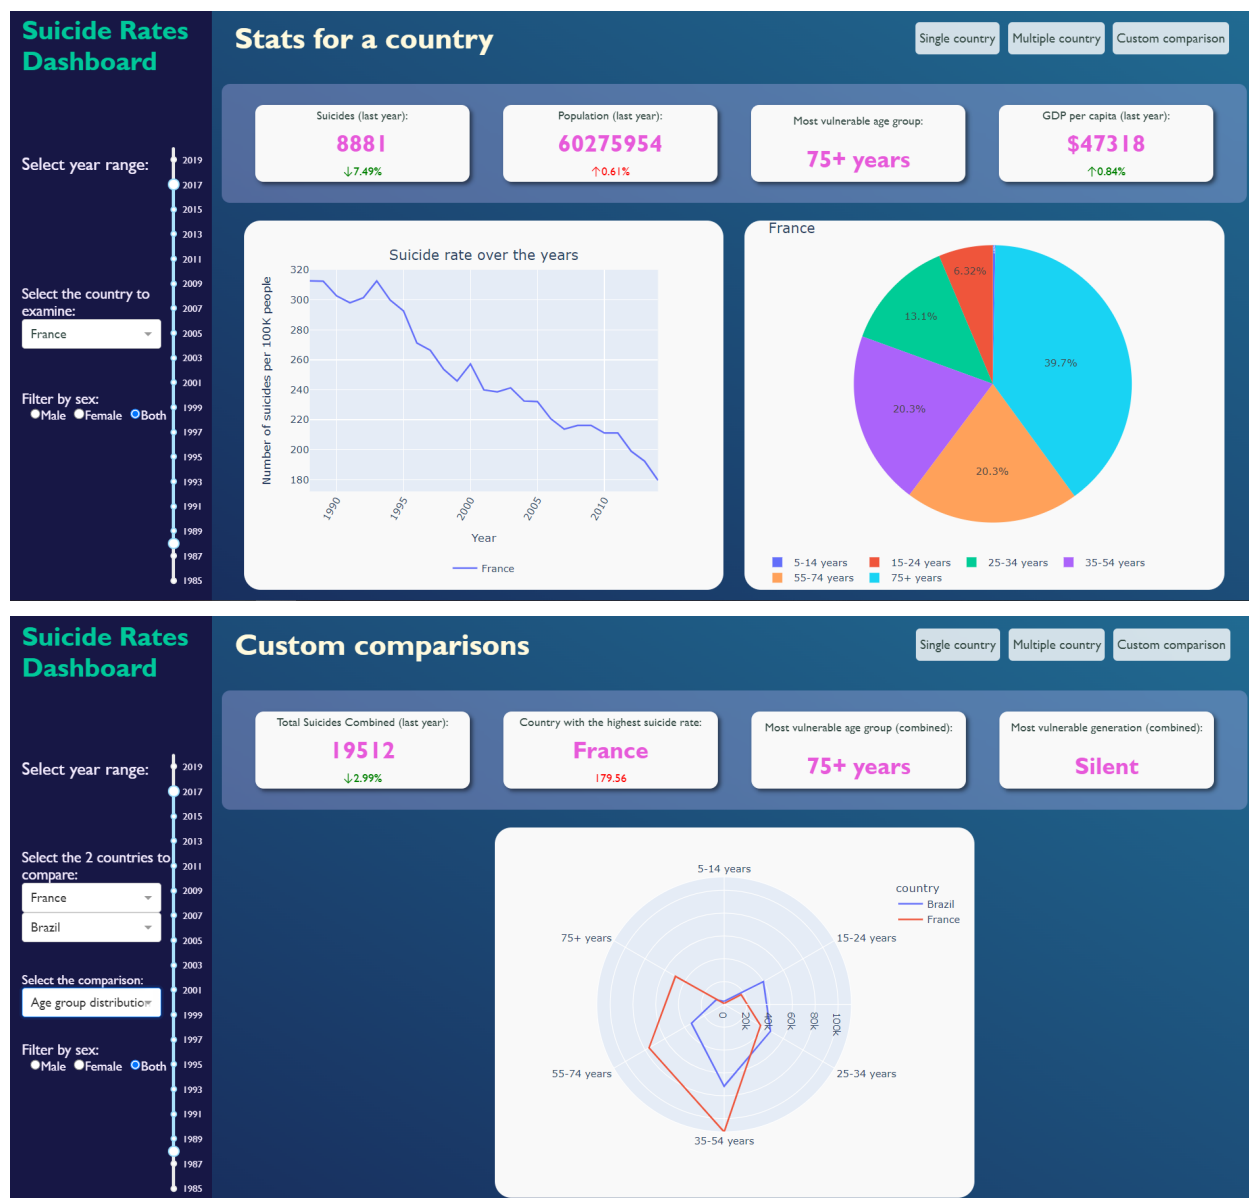 Suicide Rates
Dashboard
Stats for a country
Single country
Multiple country
Custom comparison
Suicides (last year):
8881
↓7.49%
Population (last year):
60275954
↑0.61%
Most vulnerable age group:
75+ years
GDP per capita (last year):
$47318
↑0.84%
Select year range:
2019
2017
2015
2013
2011
2009
2007
2005
2003
2001
1999
1997
1995
1993
1991
1989
1987
1985
Select the country to
examine:
France
Filter by sex:
Male Female Both
Suicide rate over the years
Number of suicides per 100K people
320
300
280
260
240
220
200
180
1990
1995
2000
2005
2010
Year
France
France
6.32%
13.1%
39.7%
20.3%
20.3%
5-14 years 15-24 years 25-34 years 35-54 years
55-74 years 75+ years
Suicide Rates
Dashboard
Custom comparisons
Single country
Multiple country
Custom comparison
Total Suicides Combined (last year):
19512
↓2.99%
Country with the highest suicide rate:
France
179.56
Most vulnerable age group (combined):
75+ years
Most vulnerable generation (combined):
Silent
Select year range:
2019
2017
2015
2013
2011
2009
2007
2005
2003
2001
1999
1997
1995
1993
1991
1989
1987
1985
Select the 2 countries to
compare:
France
Brazil
Select the comparison:
Age group distribution
Filter by sex:
Male Female Both
5-14 years
15-24 years
25-34 years
35-54 years
55-74 years
75+ years
0
20k
40k
60k
80k
100k
country
Brazil
France